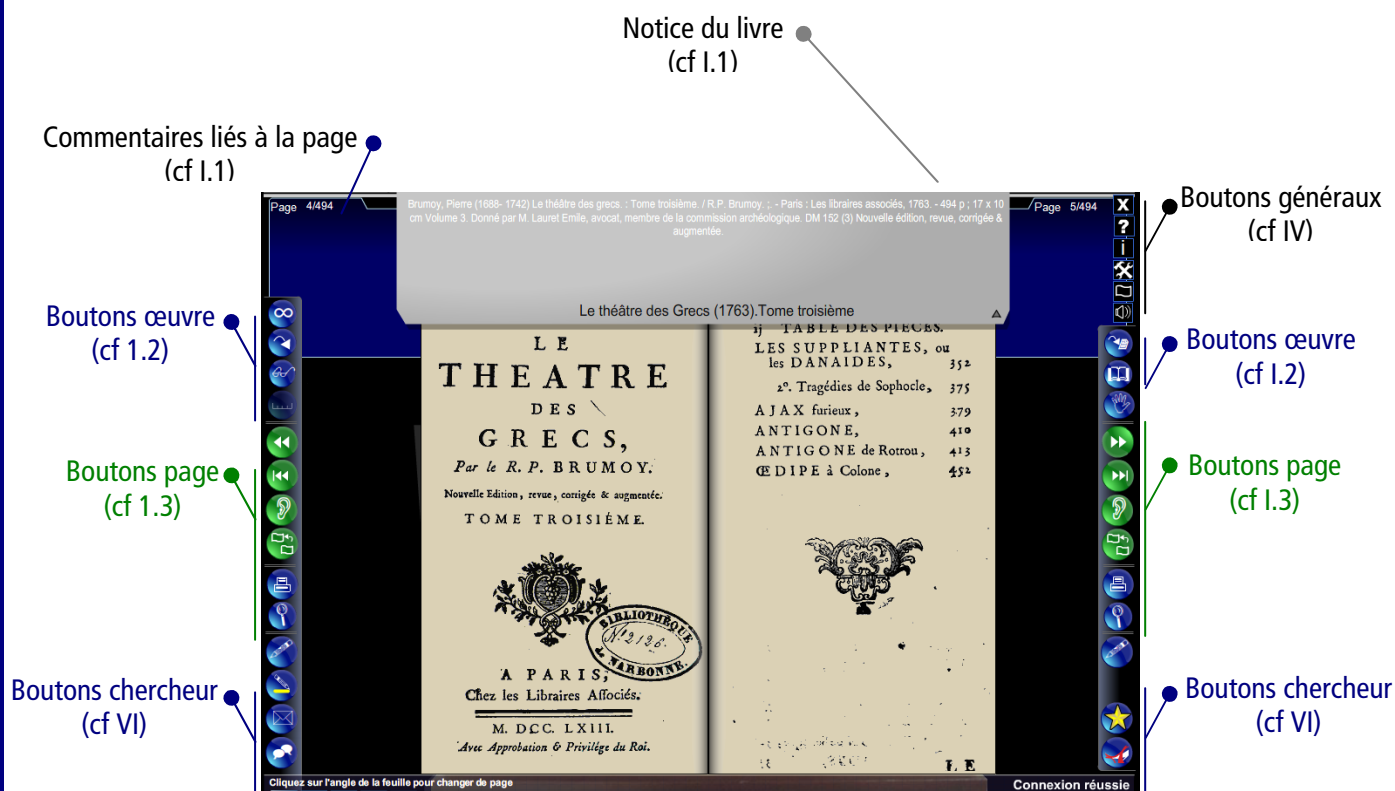 Notice du livre
(cf I.1)
Commentaires liés à la page
(cf I.1)
Page 4/494
Brumoy, Pierre (1688- 1742) Le théâtre des grecs. : Tome troisième. / R.P. Brumoy. ;. - Paris : Les libraires associés, 1763. - 494 p ; 17 x 10
cm Volume 3. Donné par M. Lauret Emile, avocat, membre de la commission archéologique. DM 152 (3) Nouvelle édition, revue, corrigée &
augmentée.
Le théâtre des Grecs (1763).Tome troisième
Page 5/494
X
?
i
Boutons généraux
(cf IV)
Boutons œuvre
(cf 1.2)
Boutons page
(cf 1.3)
Boutons chercheur
(cf VI)
LE
THEATRE
DES
GRECS,
Par le R. P. BRUMOY.
Nouvelle Edition, revue, corrigée & augmentée.
TOME TROISIÉME.
BIBLIOTHÈQUE
Nº 2126.
de NARBONNE.
A PARIS,
Chez les Libraires Associés.
M. DCC. LXIII.
Avec Approbation & Privilége du Roi.
ij TABLE DES PIECES.
LES SUPPLIANTES, ou
les DANAIDES, 352
2º. Tragédies de Sophocle, 375
AJAX furieux, 379
ANTIGONE, 410
ANTIGONE de Rotrou, 413
ŒDIPE à Colone, 452
LE
Boutons œuvre
(cf I.2)
Boutons page
(cf I.3)
Boutons chercheur
(cf VI)
Cliquez sur l'angle de la feuille pour changer de page
Connexion réussie